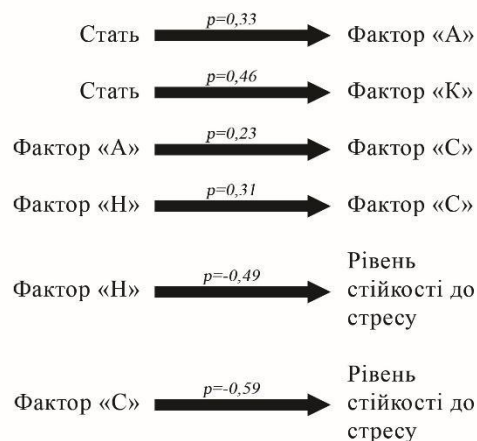 Стать p=0,33 Фактор «А»
Стать p=0,46 Фактор «К»
Фактор «А» p=0,23 Фактор «С»
Фактор «Н» p=0,31 Фактор «С»
Фактор «Н» p=-0,49 Рівень
стійкості до
стресу
Фактор «С» p=-0,59 Рівень
стійкості до
стресу